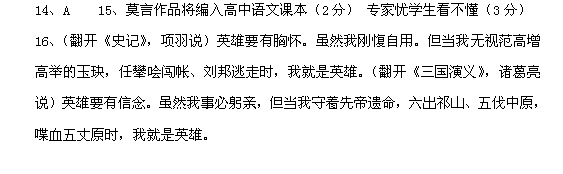 14、A 15、莫言作品将编入高中语文课本（2 分） 专家忧学生看不懂（3 分）
16、（翻开《史记》，项羽说）英雄要有胸怀。虽然我刚愎自用。但当我无视范高增
高举的玉玦，任攀哙闯帐、刘邦逃走时，我就是英雄。（翻开《三国演义》，诸葛亮
说）英雄要有信念。虽然我事必躬亲，但当我守着先帝遗命，六出祁山、五伐中原，
喋血五丈原时，我就是英雄。